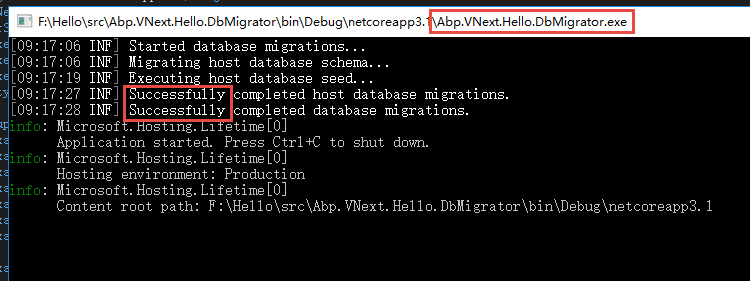 F:\Hello\src\Abp.VNext.Hello.DbMigrator\bin\Debug\netcoreapp3.1\Abp.VNext.Hello.DbMigrator.exe
[09:17:06 INF] Started database migrations...
[09:17:06 INF] Migrating host database schema...
[09:17:19 INF] Executing host database seed...
[09:17:27 INF] Successfully completed host database migrations.
[09:17:28 INF] Successfully completed database migrations.
info: Microsoft.Hosting.Lifetime[0]
Application started. Press Ctrl+C to shut down.
info: Microsoft.Hosting.Lifetime[0]
Hosting environment: Production
info: Microsoft.Hosting.Lifetime[0]
Content root path: F:\Hello\src\Abp.VNext.Hello.DbMigrator\bin\Debug\netcoreapp3.1